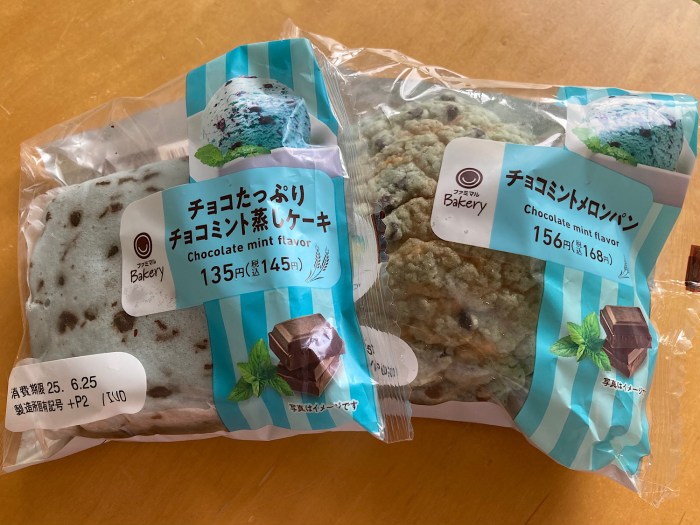 チョコたっぷり
チョコミント蒸しケーキ
Chocolate mint flavor
135円(税込145円)
ファミマル
Bakery
消費期限 25. 6.25
製造所固有記号 +P2
写真はイメージです
ファミマル
Bakery
チョコミントメロンパン
Chocolate mint flavor
156円(税込168円)
写真はイメージです